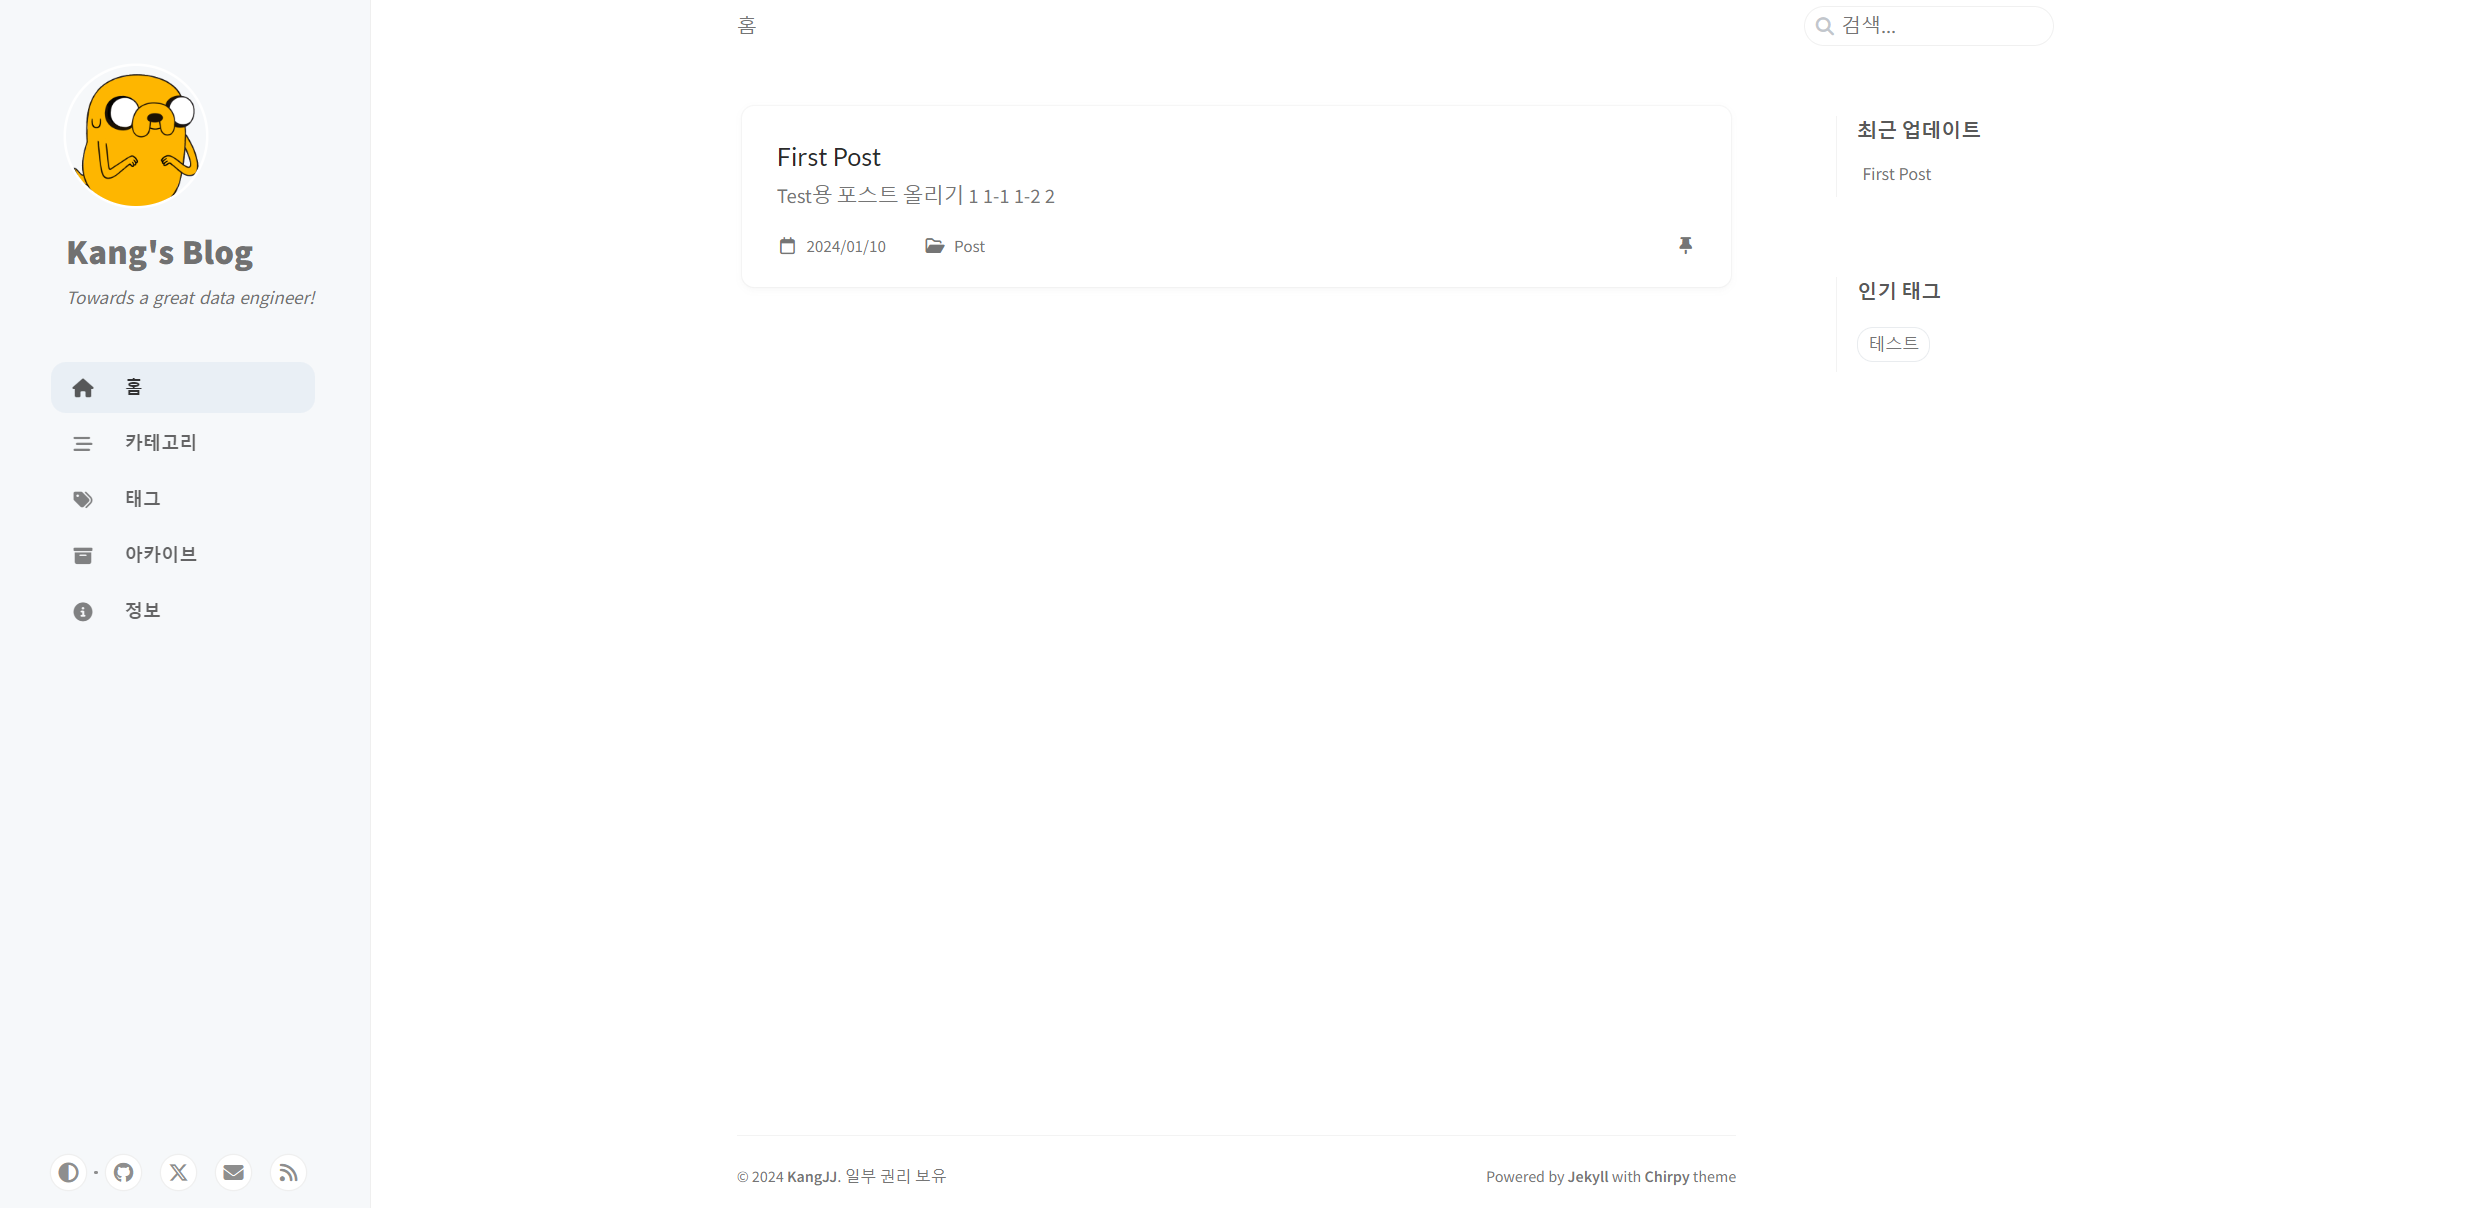 Kang's Blog
Towards a great data engineer!
홈
카테고리
태그
아카이브
정보
홈
검색...
First Post
Test용 포스트 올리기 1 1-1 1-2 2
2024/01/10 Post
최근 업데이트
First Post
인기 태그
테스트
© 2024 KangJJ. 일부 권리 보유
Powered by Jekyll with Chirpy theme